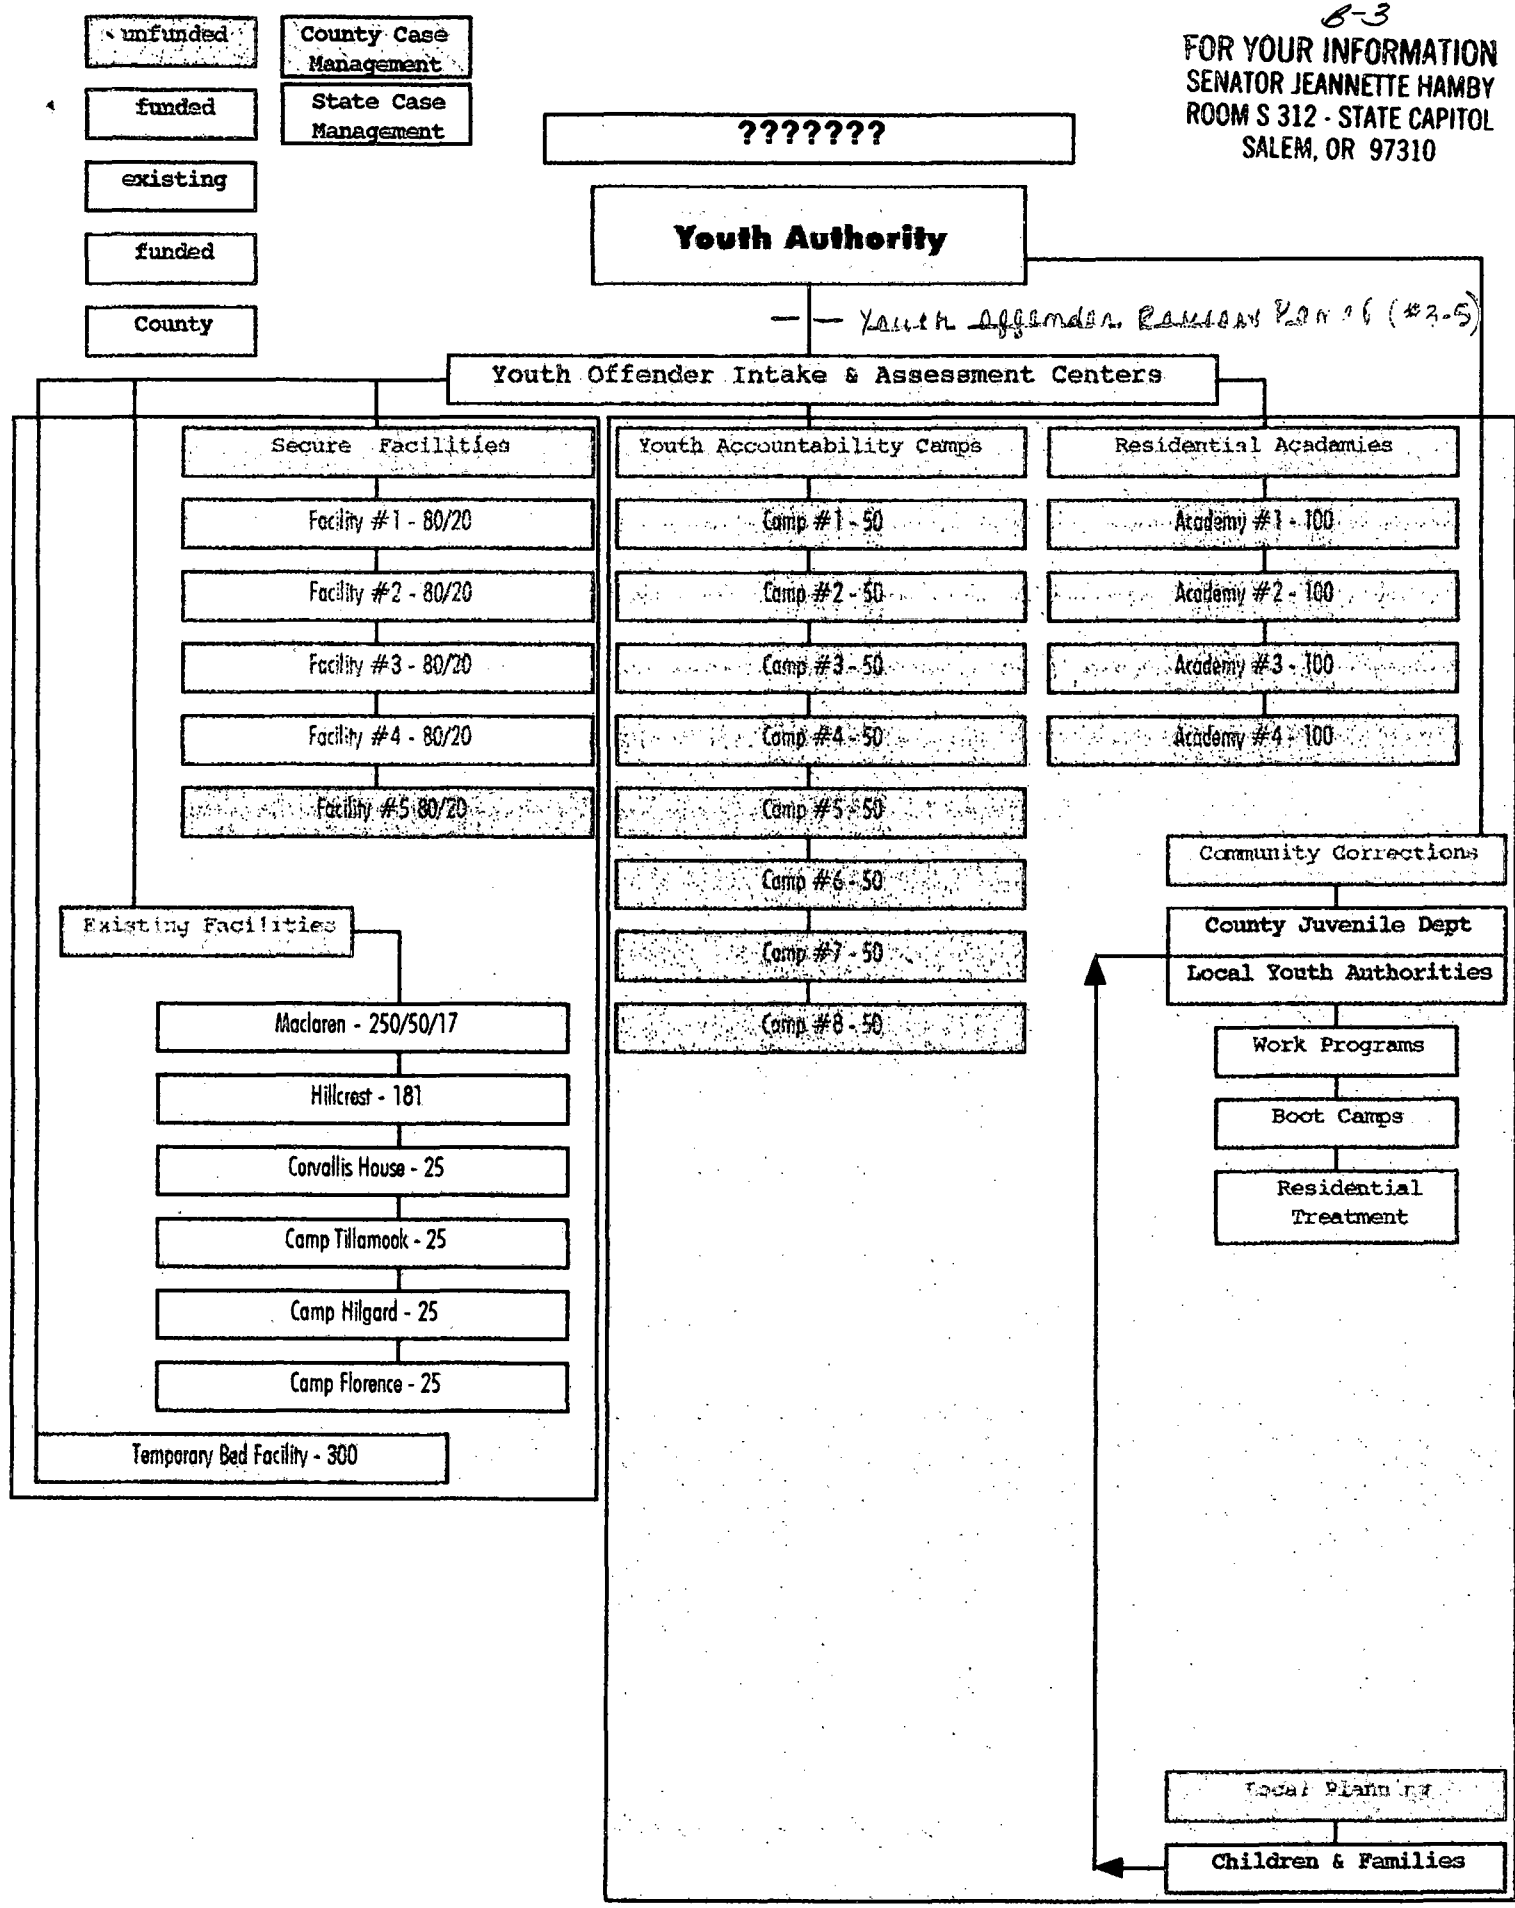 B-3
FOR YOUR INFORMATION
SENATOR JEANNETTE HAMBY
ROOM S 312 - STATE CAPITOL
SALEM, OR 97310
unfunded
funded
existing
funded
County
County Case
Management
State Case
Management
???????
Youth Authority
Youth Offender (#3-5)
Youth Offender Intake & Assessment Centers
Secure Facilities
Facility #1 - 80/20
Facility #2 - 80/20
Facility #3 - 80/20
Facility #4 - 80/20
Facility #5 80/20
Existing Facilities
Maclaren - 250/50/17
Hillcrest - 181
Corvallis House - 25
Camp Tillamook - 25
Camp Hilgard - 25
Camp Florence - 25
Temporary Bed Facility - 300
Youth Accountability Camps
Camp #1 - 50
Camp #2 - 50
Camp #3 - 50
Camp #4 - 50
Camp #5 - 50
Camp #6 - 50
Camp #7 - 50
Camp #8 - 50
Residential Acadamies
Academy #1 - 100
Academy #2 - 100
Academy #3 - 100
Academy #4 - 100
Community Corrections
County Juvenile Dept
Local Youth Authorities
Work Programs
Boot Camps
Residential
Treatment
Local Planning
Children & Families